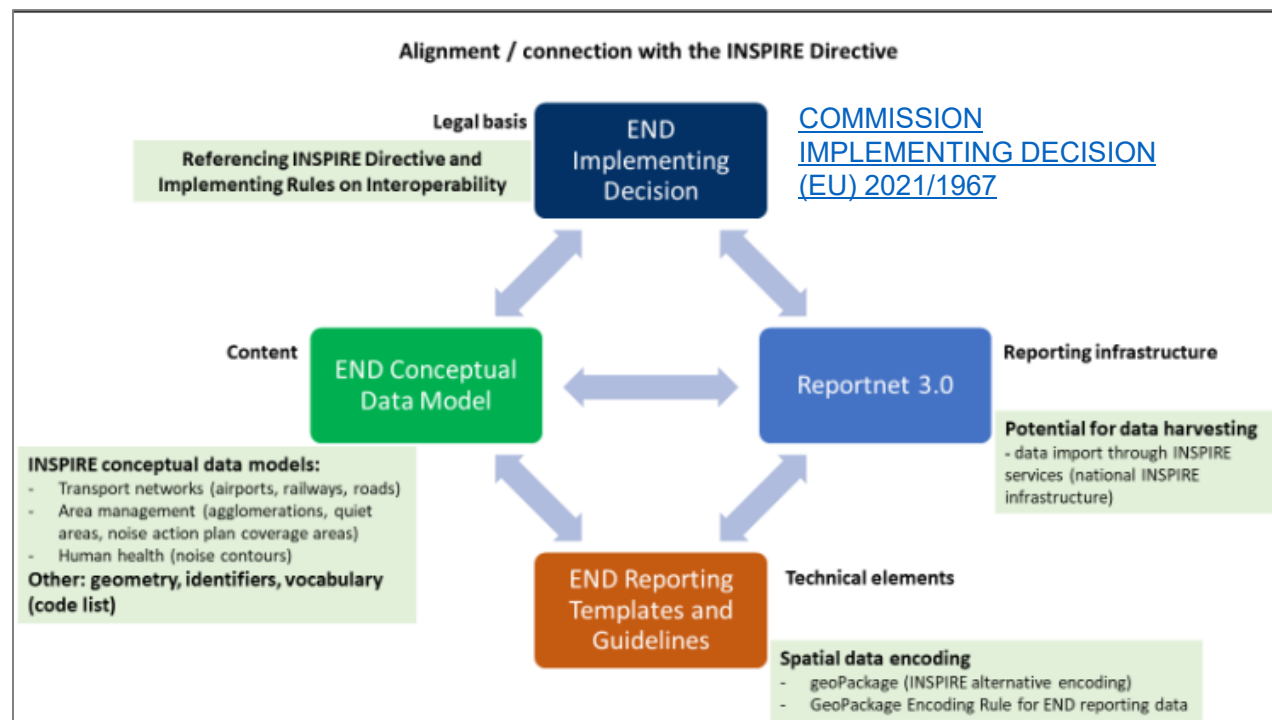 Alignment / connection with the INSPIRE Directive
Legal basis
Referencing INSPIRE Directive and
Implementing Rules on Interoperability
END
Implementing
Decision
COMMISSION
IMPLEMENTING DECISION
(EU) 2021/1967
Content
END Conceptual
Data Model
Reportnet 3.0
Reporting infrastructure
Potential for data harvesting
- data import through INSPIRE
services (national INSPIRE
infrastructure)
INSPIRE conceptual data models:
- Transport networks (airports, railways, roads)
- Area management (agglomerations, quiet
areas, noise action plan coverage areas)
- Human health (noise contours)
Other: geometry, identifiers, vocabulary
(code list)
END Reporting
Templates and
Guidelines
Technical elements
Spatial data encoding
- geoPackage (INSPIRE alternative encoding)
- GeoPackage Encoding Rule for END reporting data